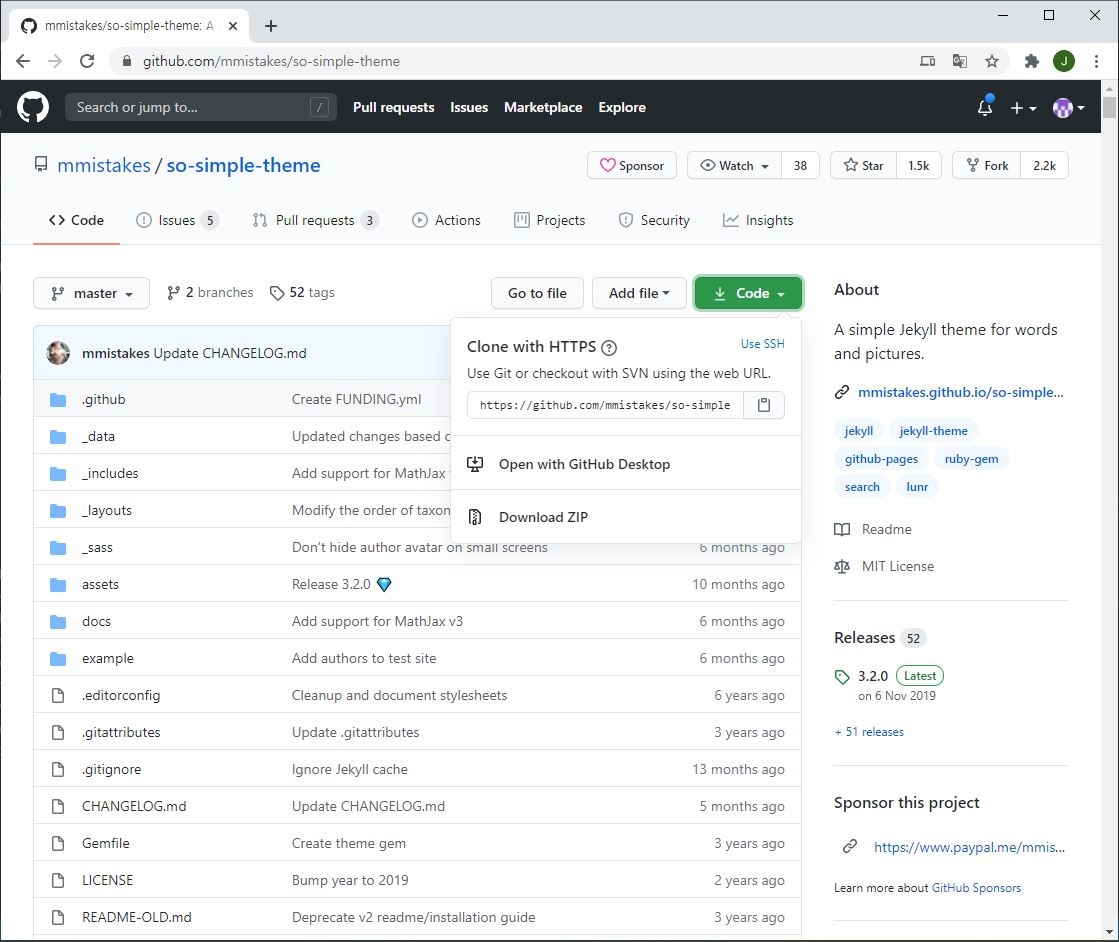 mmistakes/so-simple-theme: A
github.com/mmistakes/so-simple-theme
J
Search or jump to... /
Pull requests Issues Marketplace Explore
mmistakes / so-simple-theme
Sponsor Watch 38 Star 1.5k Fork 2.2k
Code Issues 5 Pull requests 3 Actions Projects Security Insights
master 2 branches 52 tags Go to file Add file Code
mmistakes Update CHANGELOG.md
Clone with HTTPS ? Use SSH
Use Git or checkout with SVN using the web URL.
https://github.com/mmistakes/so-simple
Open with GitHub Desktop
Download ZIP
.github Create FUNDING.yml
_data Updated changes based
_includes Add support for MathJax
_layouts Modify the order of taxon
_sass Don't hide author avatar on small screens 6 months ago
assets Release 3.2.0 10 months ago
docs Add support for MathJax v3 6 months ago
example Add authors to test site 6 months ago
.editorconfig Cleanup and document stylesheets 6 years ago
.gitattributes Update .gitattributes 3 years ago
.gitignore Ignore Jekyll cache 13 months ago
CHANGELOG.md Update CHANGELOG.md 5 months ago
Gemfile Create theme gem 3 years ago
LICENSE Bump year to 2019 2 years ago
README-OLD.md Deprecate v2 readme/installation guide 3 years ago
About
A simple Jekyll theme for words
and pictures.
mmistakes.github.io/so-simple...
jekyll jekyll-theme
github-pages ruby-gem
search lunr
Readme
MIT License
Releases 52
3.2.0 Latest
on 6 Nov 2019
+ 51 releases
Sponsor this project
https://www.paypal.me/mmis...
Learn more about GitHub Sponsors